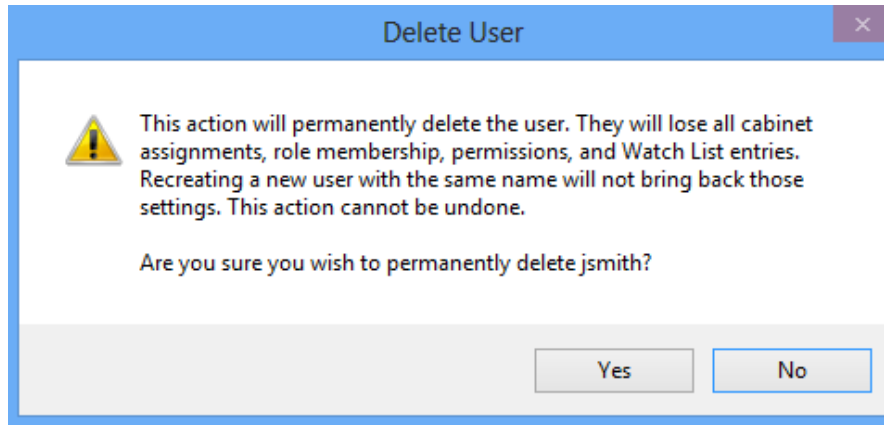 Delete User
This action will permanently delete the user. They will lose all cabinet
assignments, role membership, permissions, and Watch List entries.
Recreating a new user with the same name will not bring back those
settings. This action cannot be undone.
Are you sure you wish to permanently delete jsmith?
Yes
No